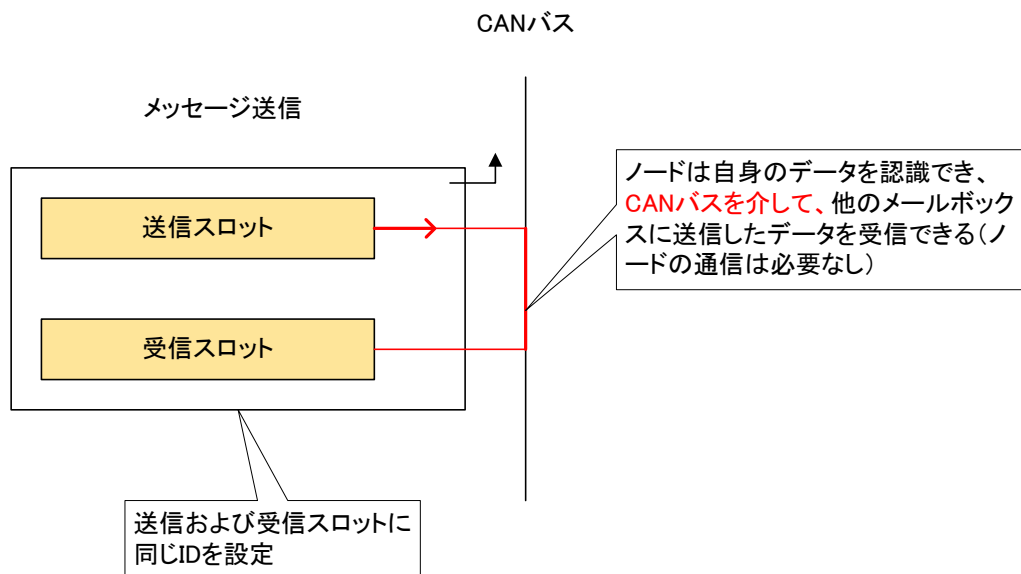 CANバス
メッセージ送信
ノードは自身のデータを認識でき、
CANバスを介して、他のメールボック
スに送信したデータを受信できる（ノ
ードの通信は必要なし）
送信スロット
受信スロット
送信および受信スロットに
同じIDを設定